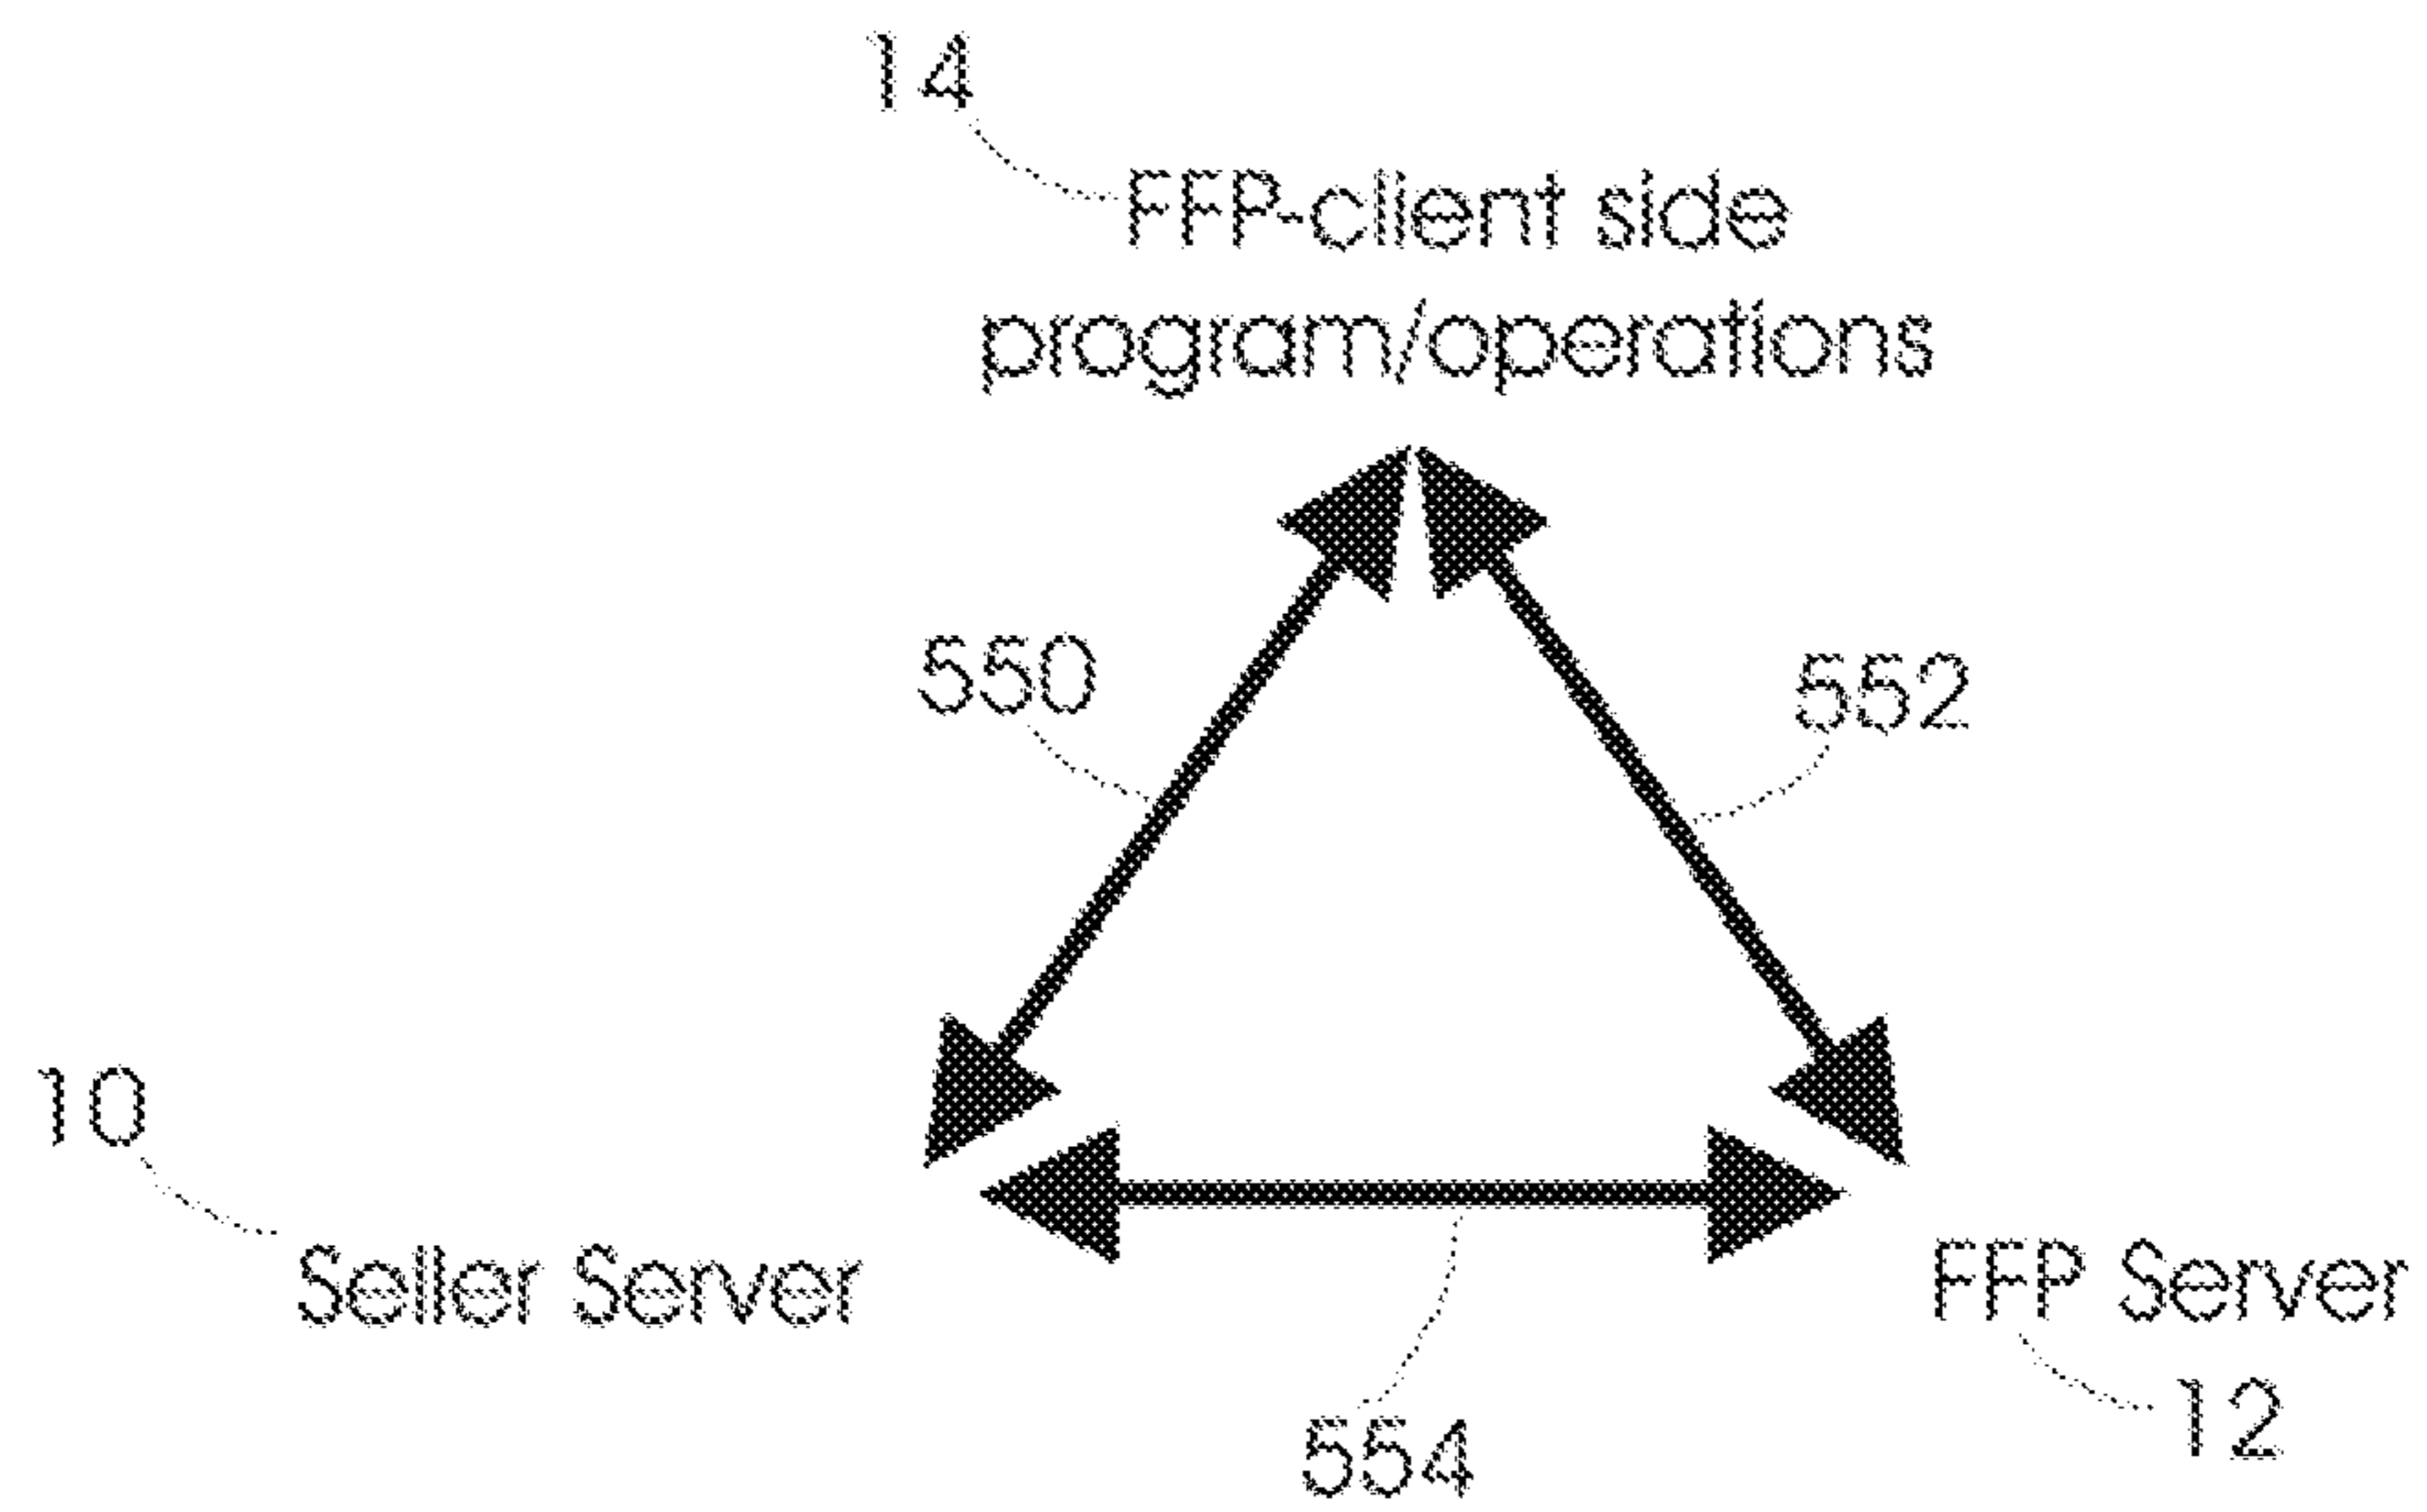 14
FFP-client side
program/operations
550
552
10
Seller Server
FFP Server
12
554